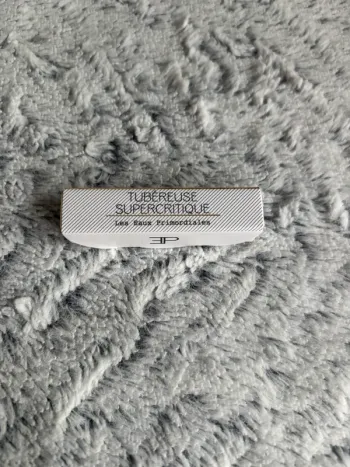 TUBÉREUSE
SUPERCRITIQUE
Les Eaux Primordiales